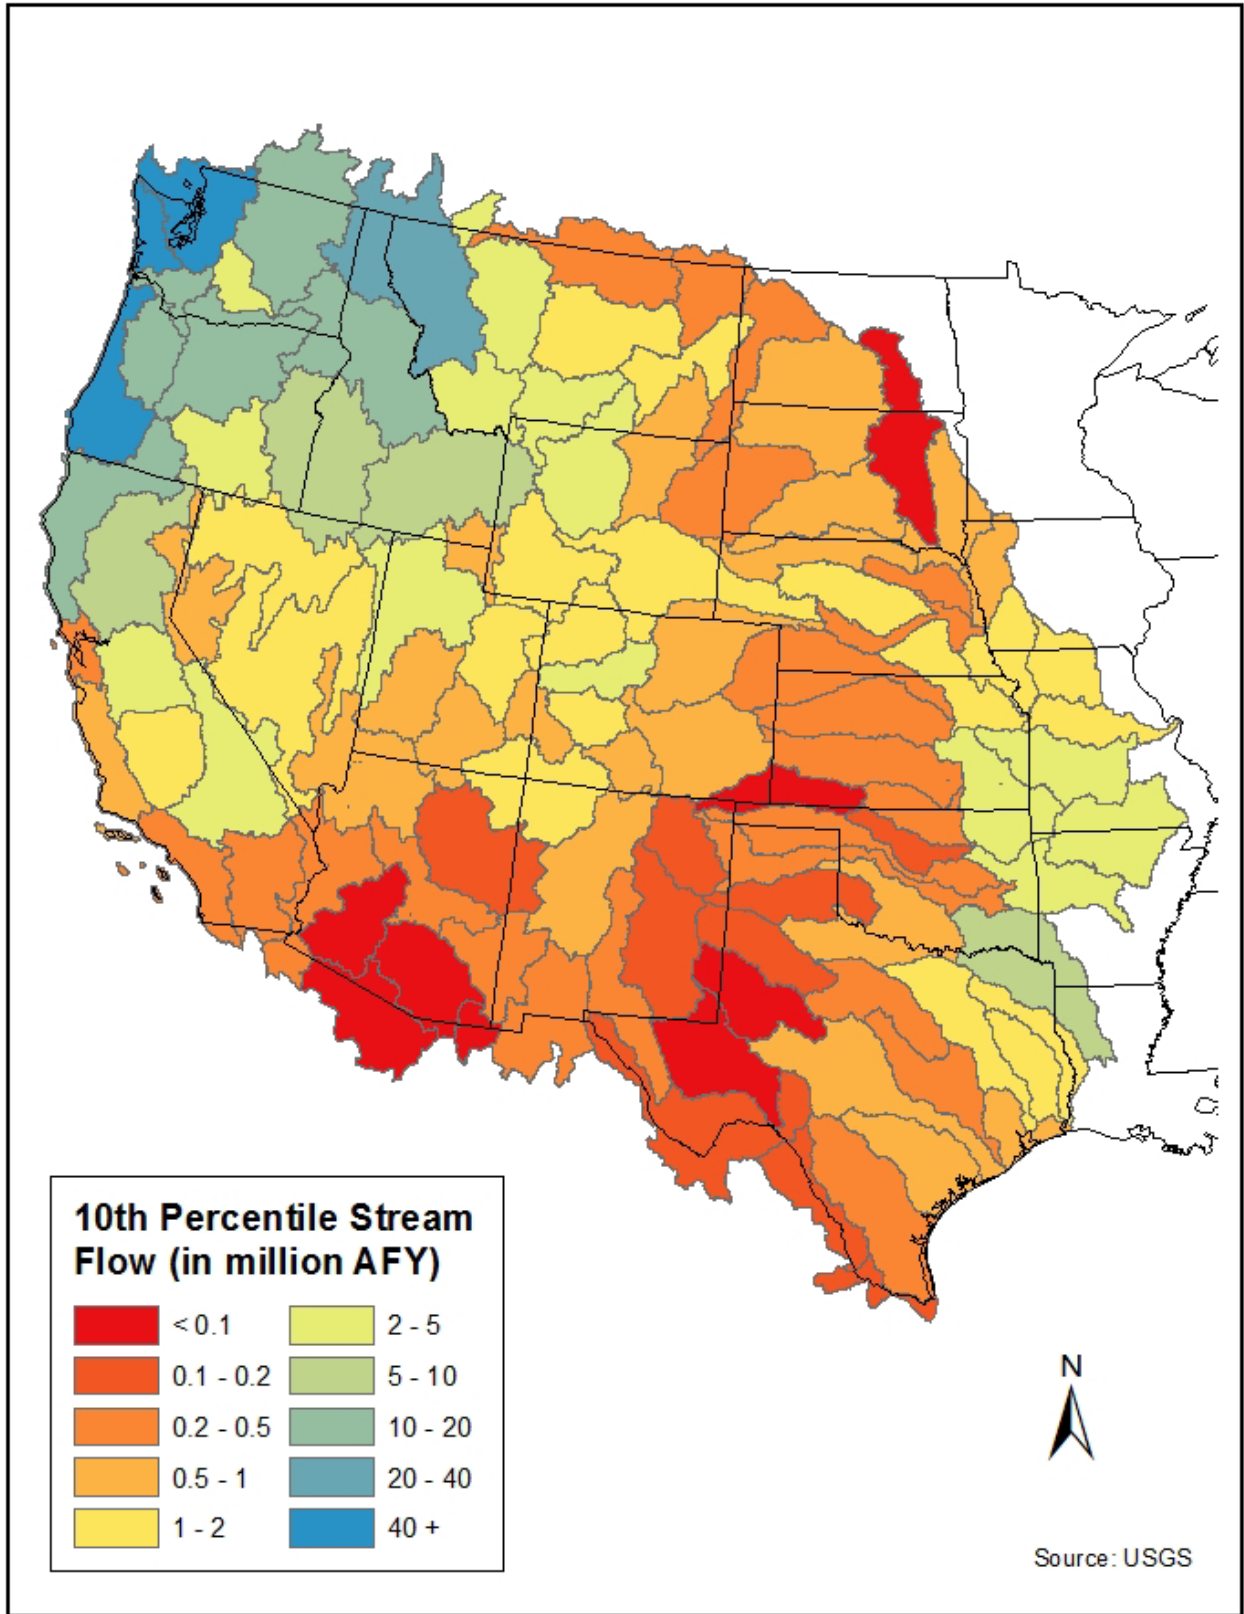 10th Percentile Stream
Flow (in million AFY)
< 0.1
0.1 - 0.2
0.2 - 0.5
0.5 - 1
1 - 2
2 - 5
5 - 10
10 - 20
20 - 40
40 +
N
Source: USGS